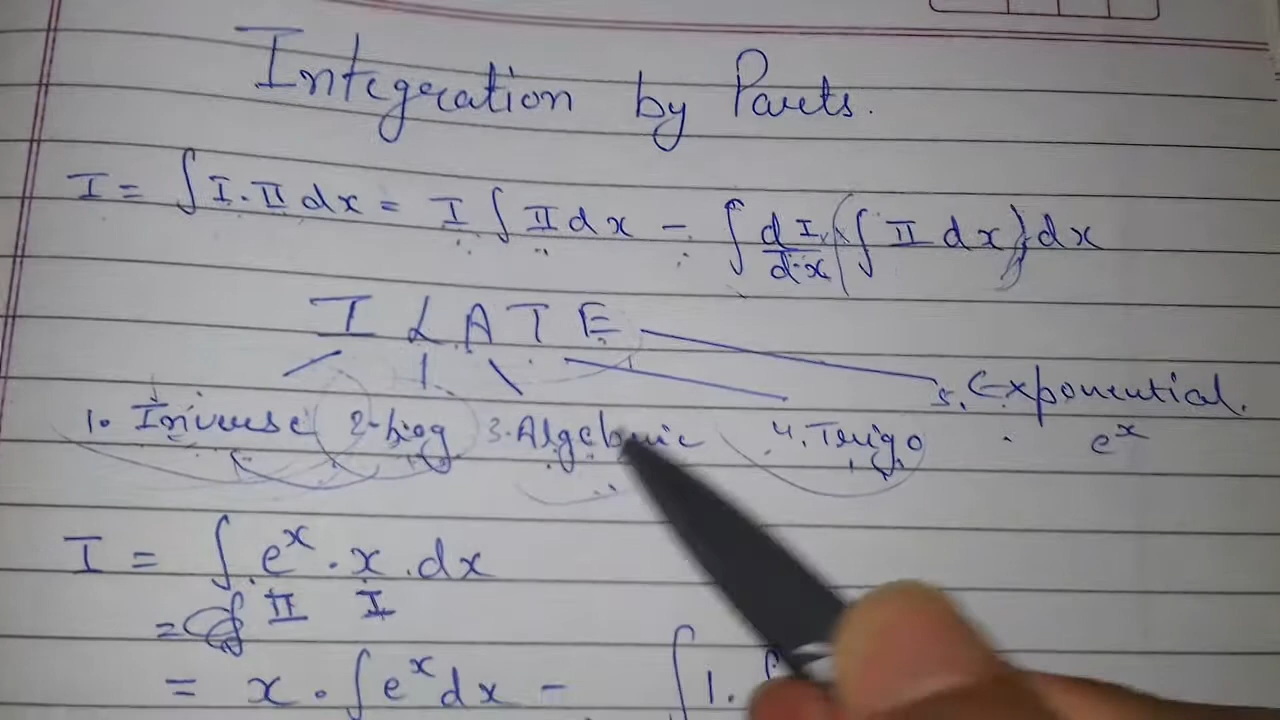 Integration by Parts.
I = ∫ I . II dx = I ∫ II dx - ∫ dI/dx (∫ II dx) dx
I L A T E
5. Exponential.
1. Inverse 2. Log 3. Algebraic 4. Trigo
e^x
I = ∫ e^x . x . dx
II I
=
= x . ∫ e^x dx - ∫ 1.